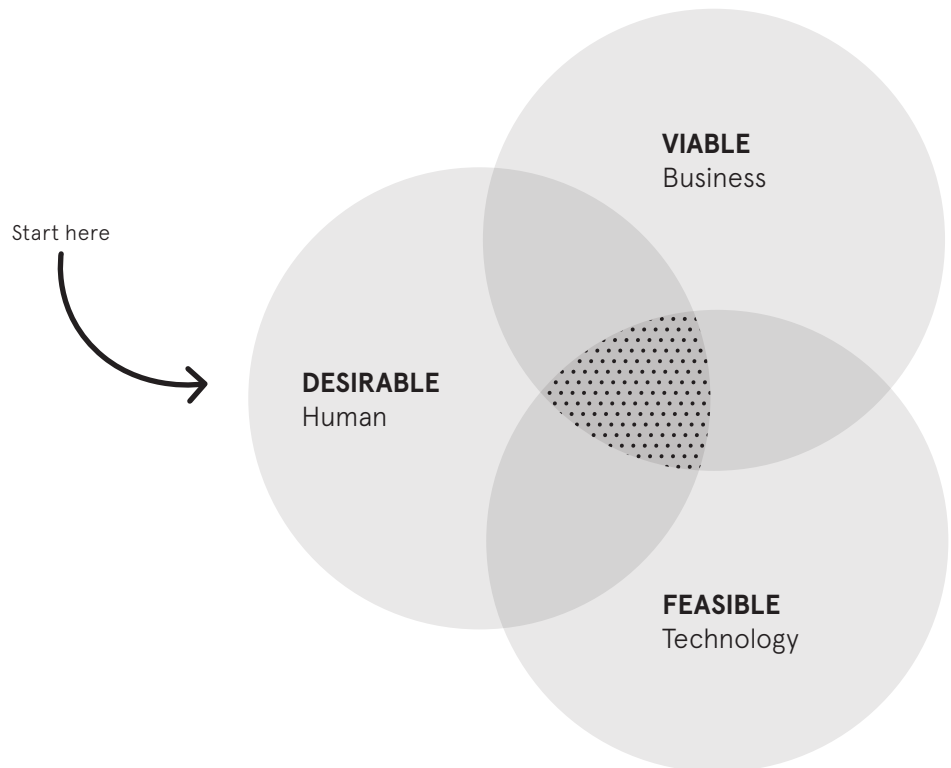 Start here
DESIRABLE
Human
VIABLE
Business
FEASIBLE
Technology